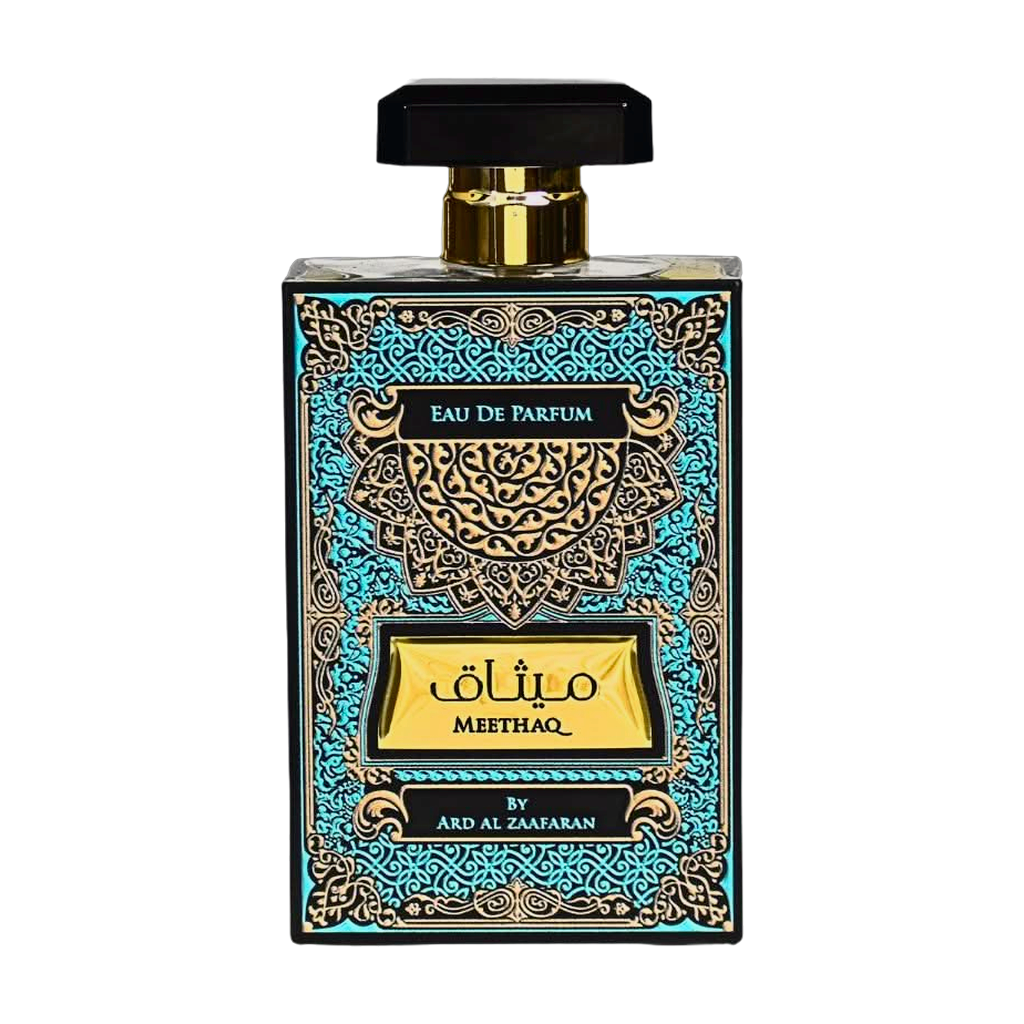 EAU DE PARFUM
ميثاق
MEETHAQ
BY
ARD AL ZAAFARAN